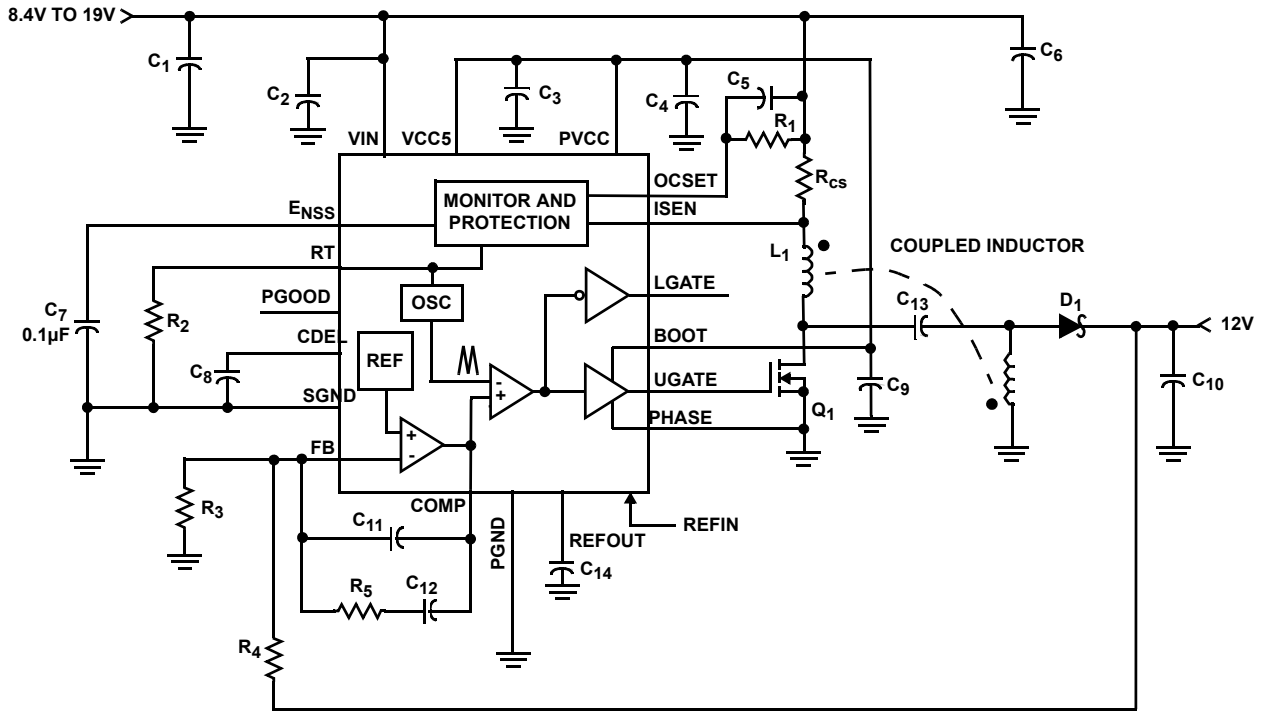 8.4V TO 19V
C1
C2
C3
C4
C5
C6
R1
RCS
VIN
VCC5
PVCC
OCSET
ISEN
MONITOR AND
PROTECTION
ENSS
RT
PGOOD
CDEL
SGND
FB
C7
0.1µF
R2
C8
OSC
REF
LGATE
BOOT
UGATE
PHASE
L1
COUPLED INDUCTOR
C13
D1
12V
C9
C10
Q1
-
+
+
-
R3
COMP
C11
R5
C12
R4
PGND
REFOUT
C14
REFIN